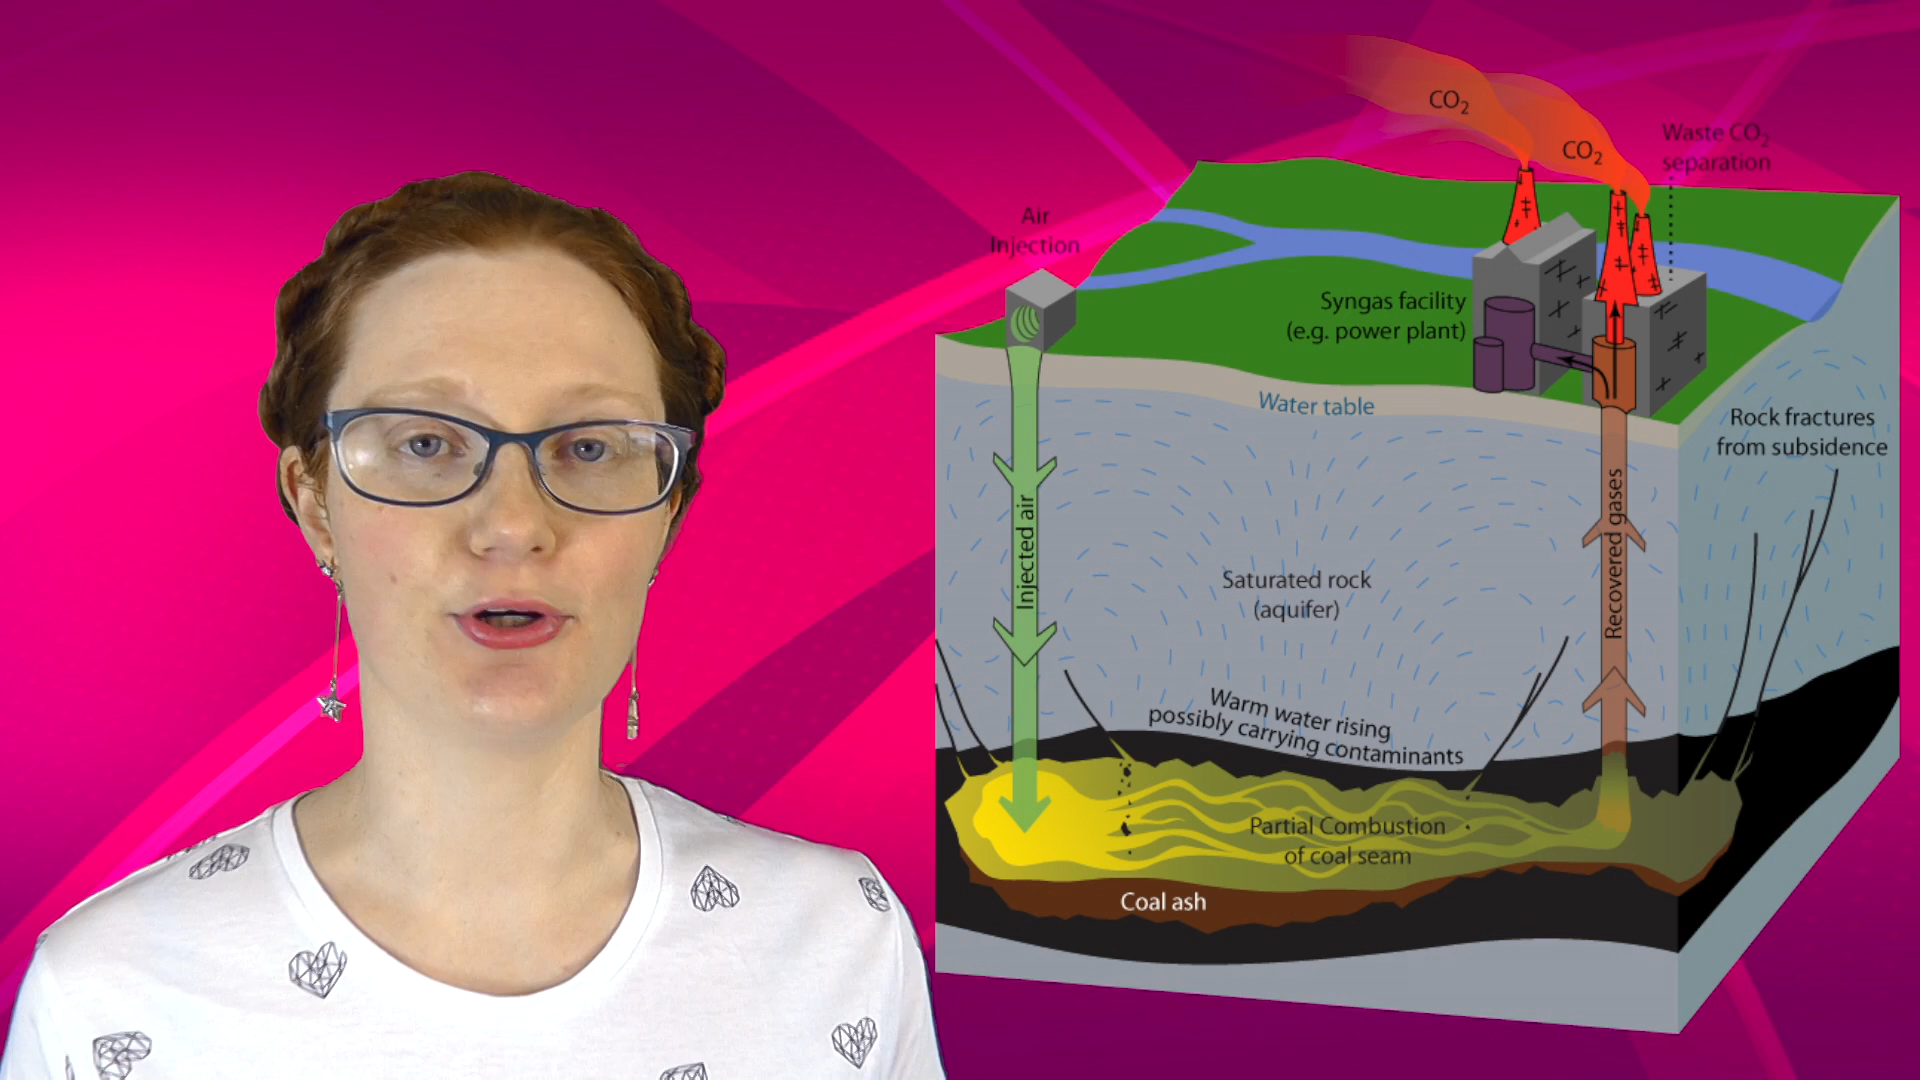 CO₂
CO₂
Waste CO₂
separation
Air
Injection
Syngas facility
(e.g. power plant)
Water table
Rock fractures
from subsidence
Injected air
Recovered gases
Saturated rock
(aquifer)
Warm water rising
possibly carrying contaminants
Partial Combustion
of coal seam
Coal ash